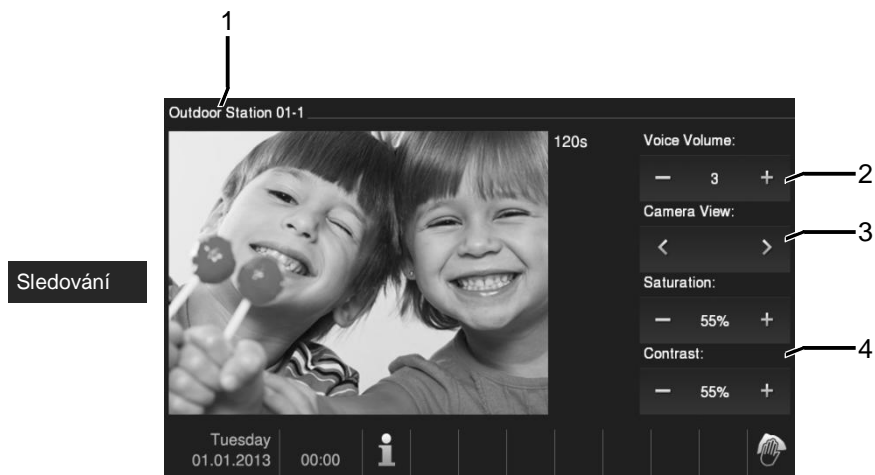 1
Outdoor Station 01-1
120s
Voice Volume:
3
2
Camera View:
3
Sledování
Saturation:
55%
Contrast:
4
55%
Tuesday
01.01.2013
00:00